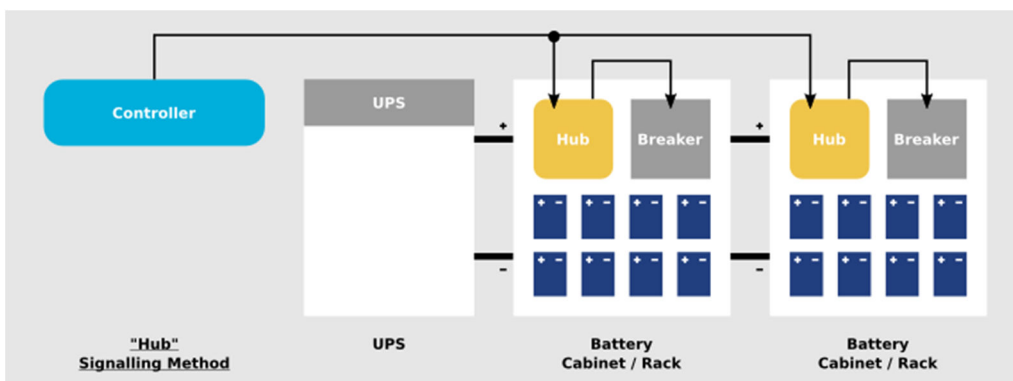 Controller
UPS
+
Hub
Breaker
+
Hub
Breaker
+ - + - + - + -
+ - + - + - + -
+ - + - + - + -
+ - + - + - + -
-
-
"Hub"
Signalling Method
UPS
Battery
Cabinet / Rack
Battery
Cabinet / Rack